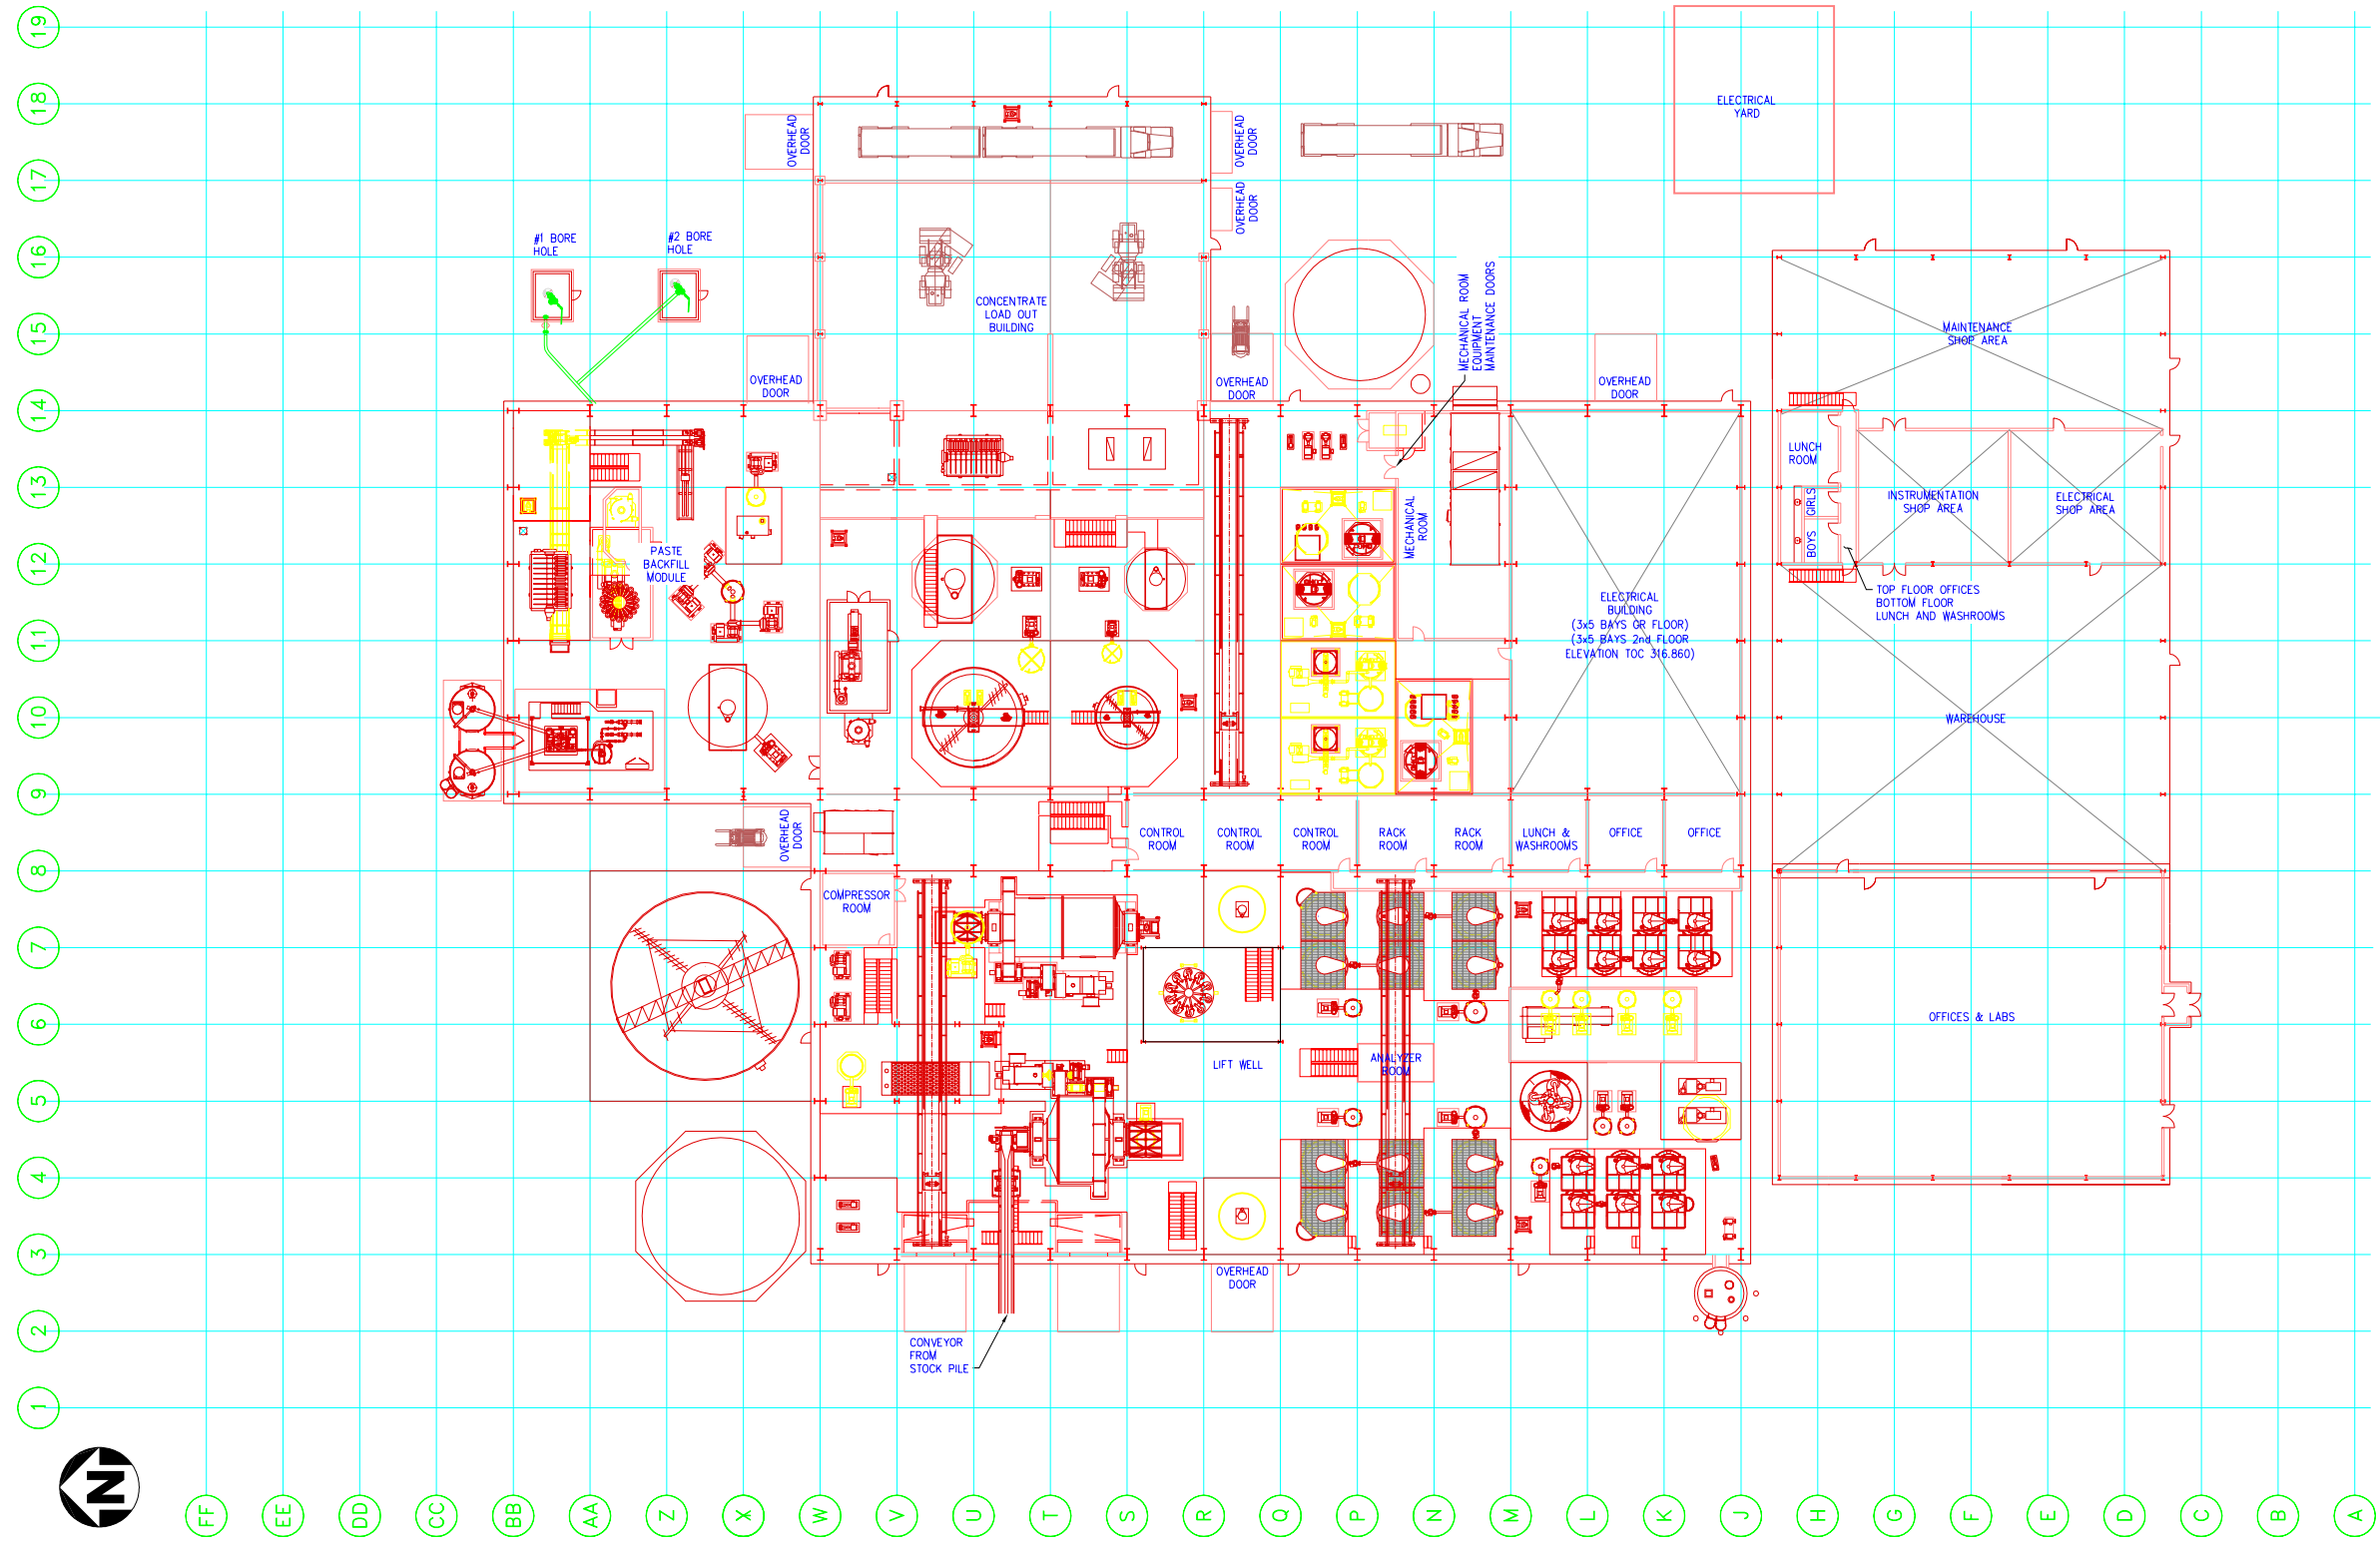 19
18
17
16
15
14
13
12
11
10
9
8
7
6
5
4
3
2
1
ELECTRICAL
YARD
OVERHEAD
DOOR
OVERHEAD
DOOR
OVERHEAD
DOOR
#1 BORE
HOLE
#2 BORE
HOLE
CONCENTRATE
LOAD OUT
BUILDING
MECHANICAL ROOM
EQUIPMENT
MAINTENANCE DOORS
MAINTENANCE
SHOP AREA
OVERHEAD
DOOR
OVERHEAD
DOOR
OVERHEAD
DOOR
LUNCH
ROOM
GIRLS
BOYS
INSTRUMENTATION
SHOP AREA
ELECTRICAL
SHOP AREA
MECHANICAL
ROOM
PASTE
BACKFILL
MODULE
TOP FLOOR OFFICES
BOTTOM FLOOR
LUNCH AND WASHROOMS
ELECTRICAL
BUILDING
(3x5 BAYS GR FLOOR)
(3x5 BAYS 2nd FLOOR
ELEVATION TOC 316.860)
WAREHOUSE
OVERHEAD
DOOR
CONTROL
ROOM
CONTROL
ROOM
CONTROL
ROOM
RACK
ROOM
RACK
ROOM
LUNCH &
WASHROOMS
OFFICE
OFFICE
COMPRESSOR
ROOM
OFFICES & LABS
LIFT WELL
ANALYZER
ROOM
OVERHEAD
DOOR
CONVEYOR
FROM
STOCK PILE
N
FF
EE
DD
CC
BB
AA
Z
X
W
V
U
T
S
R
Q
P
N
M
L
K
J
H
G
F
E
D
C
B
A